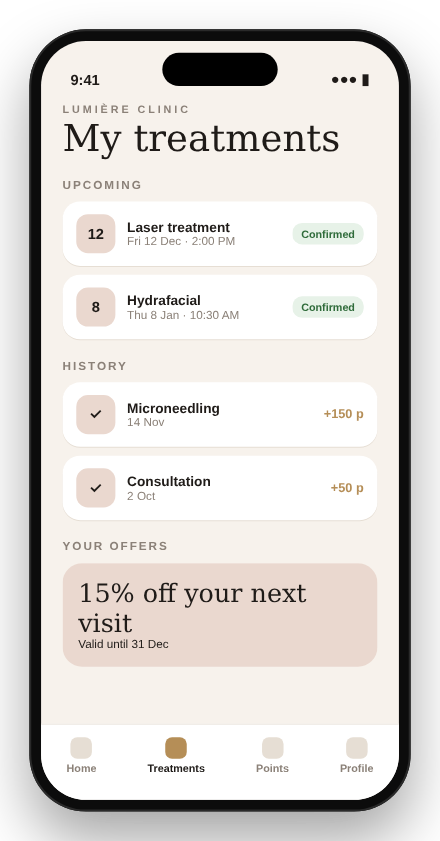 9:41
LUMIÈRE CLINIC
My treatments
UPCOMING
12
Laser treatment
Fri 12 Dec · 2:00 PM
Confirmed
8
Hydrafacial
Thu 8 Jan · 10:30 AM
Confirmed
HISTORY
Microneedling
14 Nov
+150 p
Consultation
2 Oct
+50 p
YOUR OFFERS
15% off your next
visit
Valid until 31 Dec
Home
Treatments
Points
Profile